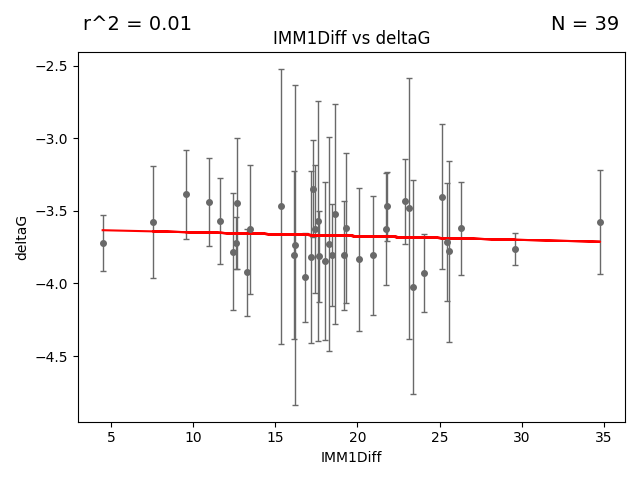 r^2 = 0.01
N = 39
IMM1Diff vs deltaG
−2.5
−3.0
−3.5
−4.0
−4.5
deltaG
5 10 15 20 25 30 35
IMM1Diff